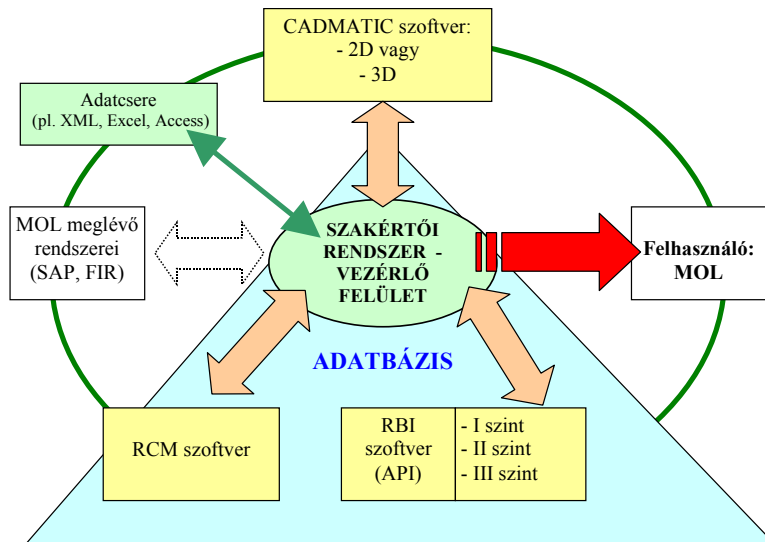 CADMATIC szoftver:
- 2D vagy
- 3D
Adatcsere
(pl. XML, Excel, Access)
MOL meglévő
rendszerei
(SAP, FIR)
SZAKÉRTŐI
RENDSZER -
VEZÉRLŐ
FELÜLET
Felhasználó:
MOL
ADATBÁZIS
RCM szoftver
RBI
szoftver
(API)
- I szint
- II szint
- III szint